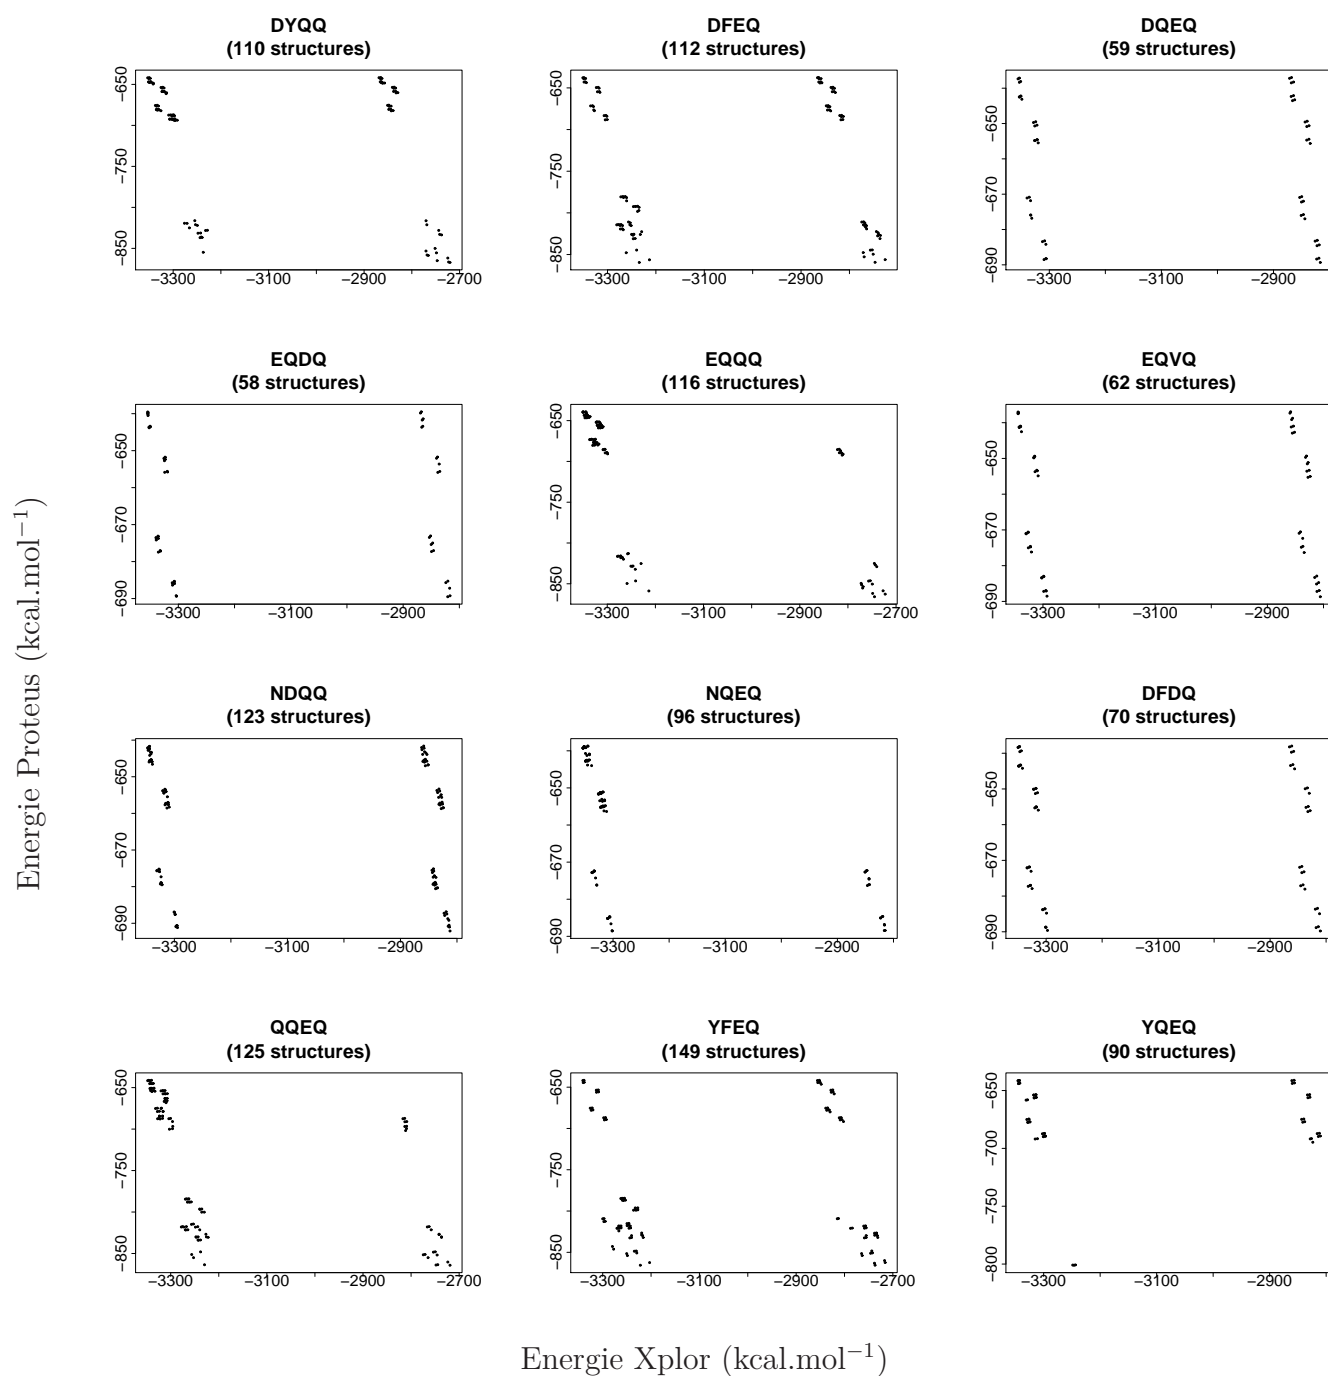 DYQQ
(110 structures)
−650
−750
−850
−3300
−3100
−2900
−2700
DFEQ
(112 structures)
−650
−750
−850
−3300
−3100
−2900
DQEQ
(59 structures)
−650
−670
−690
−3300
−3100
−2900
EQDQ
(58 structures)
−650
−670
−690
−3300
−3100
−2900
EQQQ
(116 structures)
−650
−750
−850
−3300
−3100
−2900
−2700
EQVQ
(62 structures)
−650
−670
−690
−3300
−3100
−2900
NDQQ
(123 structures)
−650
−670
−690
−3300
−3100
−2900
NQEQ
(96 structures)
−650
−670
−690
−3300
−3100
−2900
DFDQ
(70 structures)
−650
−670
−690
−3300
−3100
−2900
QQEQ
(125 structures)
−650
−750
−850
−3300
−3100
−2900
−2700
YFEQ
(149 structures)
−650
−750
−850
−3300
−3100
−2900
−2700
YQEQ
(90 structures)
−650
−700
−750
−800
−3300
−3100
−2900
Energie Proteus (kcal.mol−1)
Energie Xplor (kcal.mol−1)